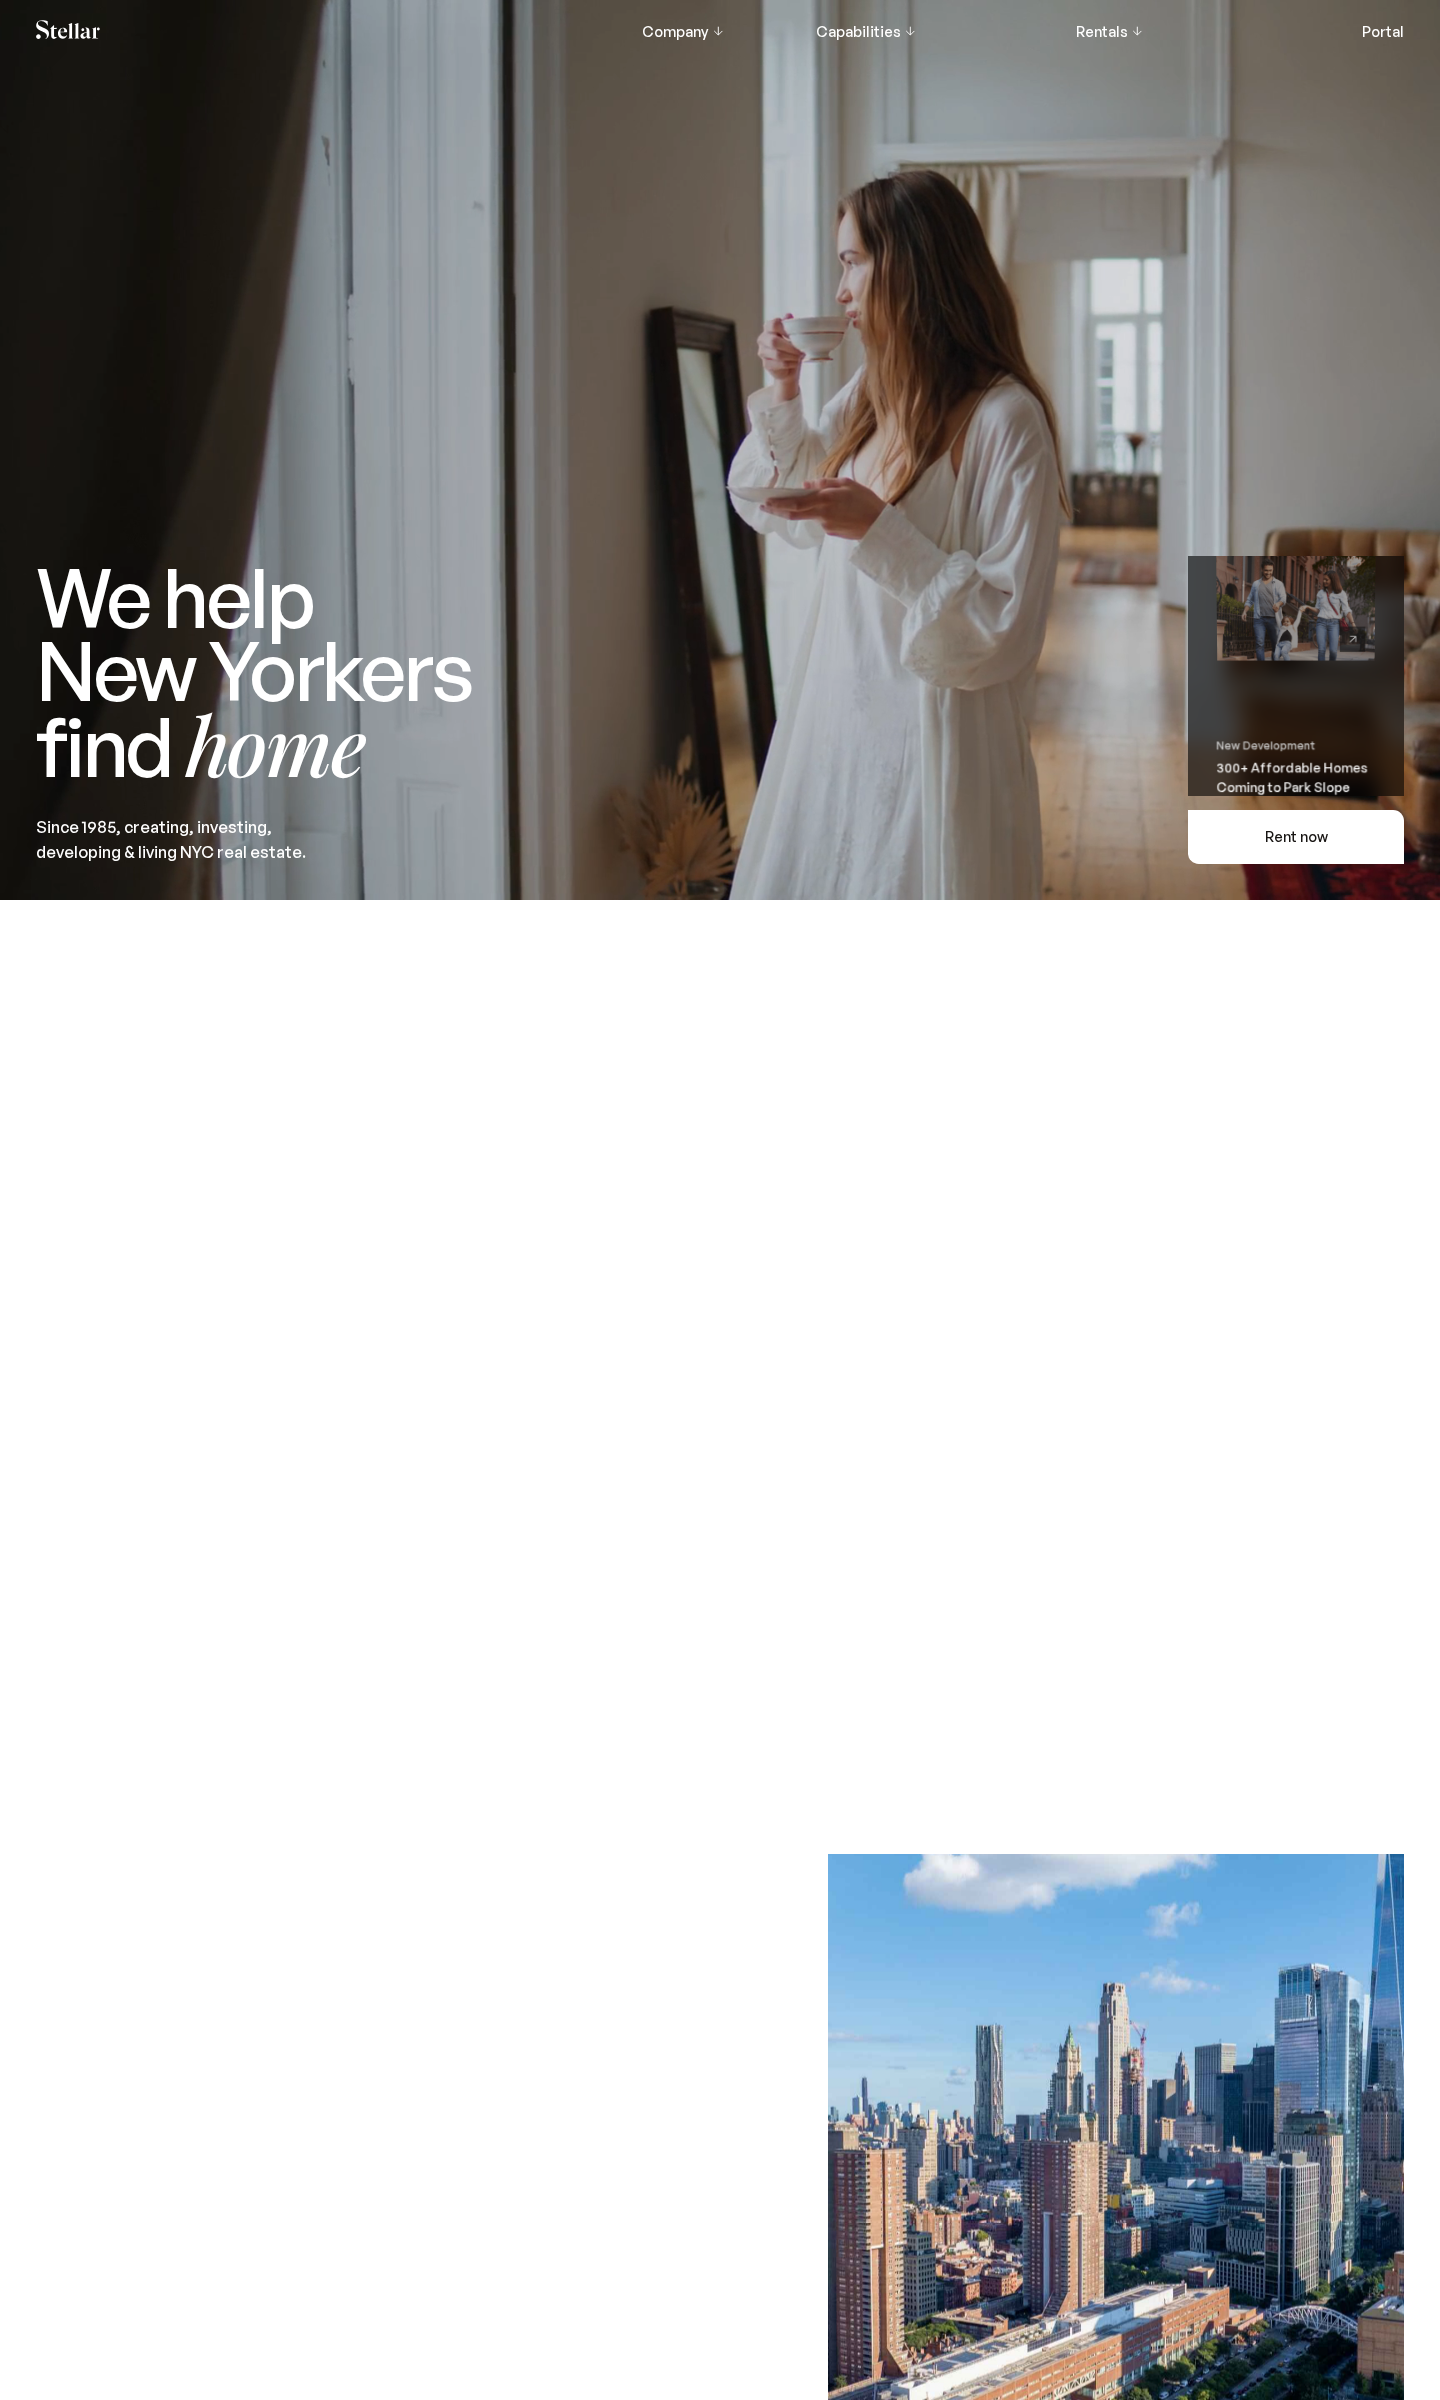 Stellar
Company ↓
Capabilities ↓
Rentals ↓
Portal
We help
New Yorkers
find home
Since 1985, creating, investing,
developing & living NYC real estate.
New Development
300+ Affordable Homes
Coming to Park Slope
Rent now